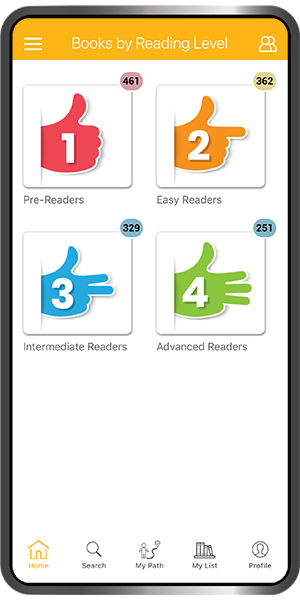 Books by Reading Level
461
362
1
2
Pre-Readers
Easy Readers
329
251
3
4
Intermediate Readers
Advanced Readers
Home
Search
My Path
My List
Profile